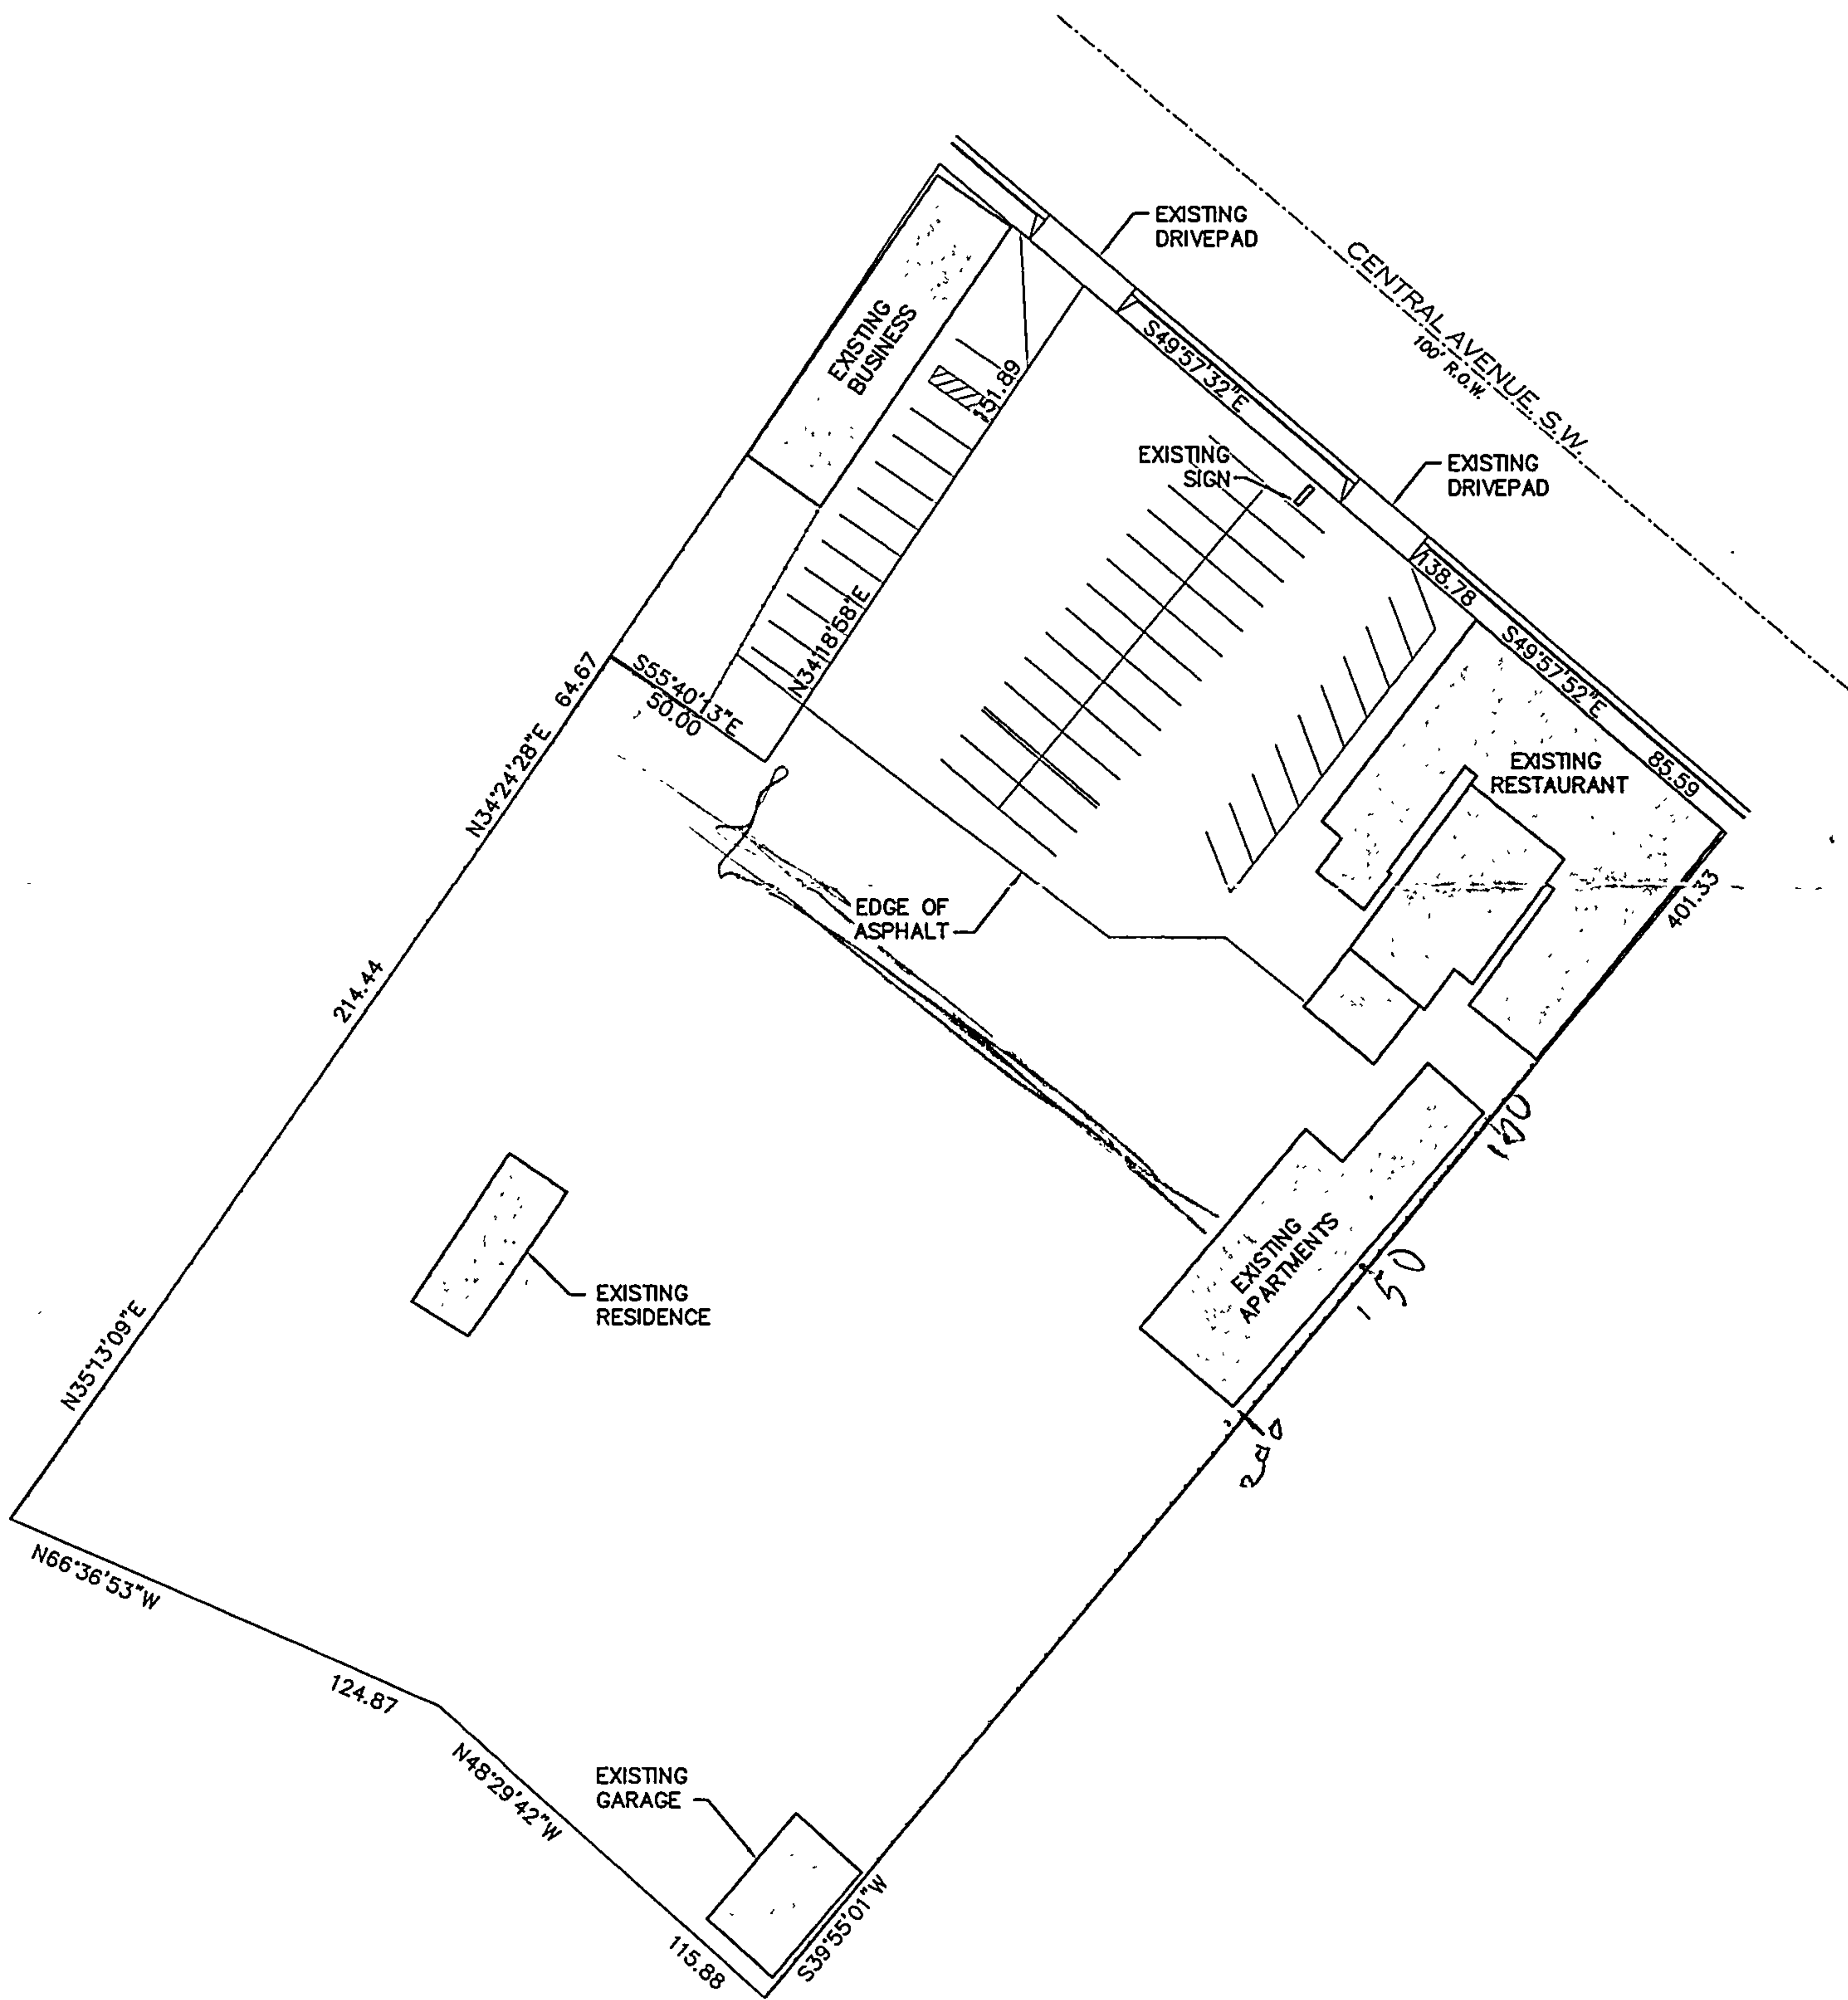 EXISTING
DRIVEPAD
CENTRAL AVENUE S.W.
100' R.O.W.
EXISTING
BUSINESS
S49°57'32"E
151.89
EXISTING
SIGN
EXISTING
DRIVEPAD
138.78
S49°57'52"E
85.59
N34°18'58"E
S55°40'13"E
50.00
64.67
N34°24'28"E
EXISTING
RESTAURANT
401.33
EDGE OF
ASPHALT
214.44
100
150
200
EXISTING
APARTMENTS
EXISTING
RESIDENCE
N35°13'09"E
N66°36'53"W
124.87
N48°29'42"W
EXISTING
GARAGE
115.88
S39°55'01"W